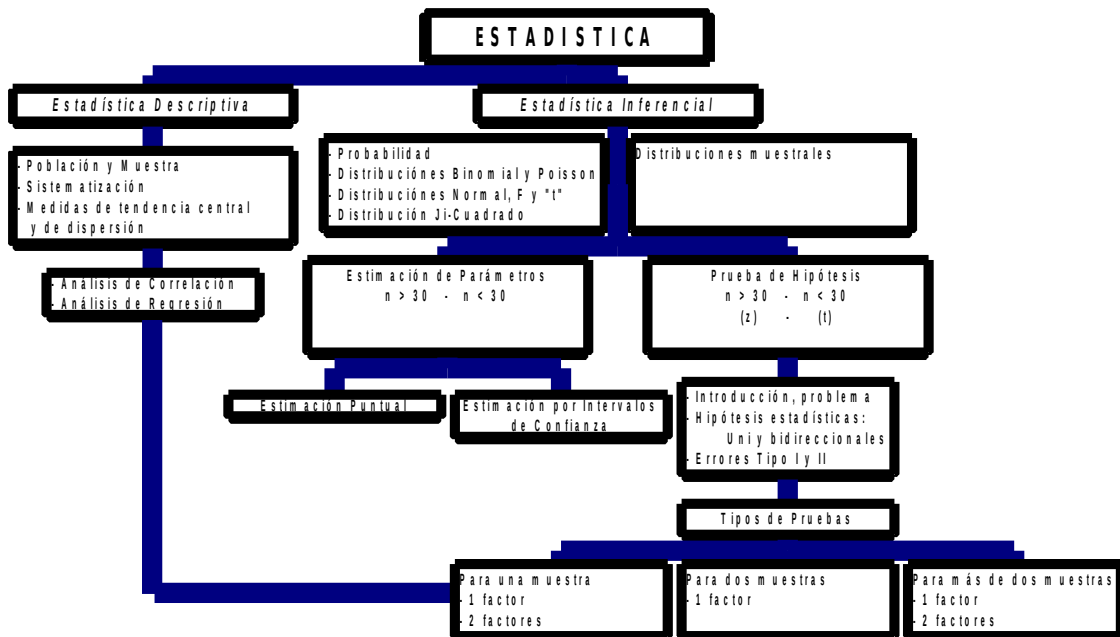 ESTADISTICA
Estadística Descriptiva
Estadística Inferencial
- Población y Muestra
- Sistematización
- Medidas de tendencia central
y de dispersión
- Probabilidad
- Distribuciónes Binomial y Poisson
- Distribuciónes Normal, F y "t"
- Distribución Ji-Cuadrado
Distribuciones muestrales
- Análisis de Correlación
- Análisis de Regresión
Estimación de Parámetros
n > 30 - n < 30
Prueba de Hipótesis
n > 30 - n < 30
(z) - (t)
Estimación Puntual
Estimación por Intervalos
de Confianza
- Introducción, problema
- Hipótesis estadísticas:
Uni y bidireccionales
- Errores Tipo I y II
Tipos de Pruebas
Para una muestra
- 1 factor
- 2 factores
Para dos muestras
- 1 factor
Para más de dos muestras
- 1 factor
- 2 factores